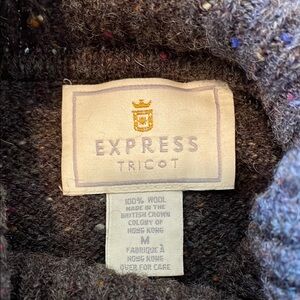 EXPRESS
TRICOT
100% WOOL
MADE IN THE
BRITISH CROWN
COLONY OF
HONG KONG
M
FABRIQUÉ À
HONG KONG
OVER FOR CARE